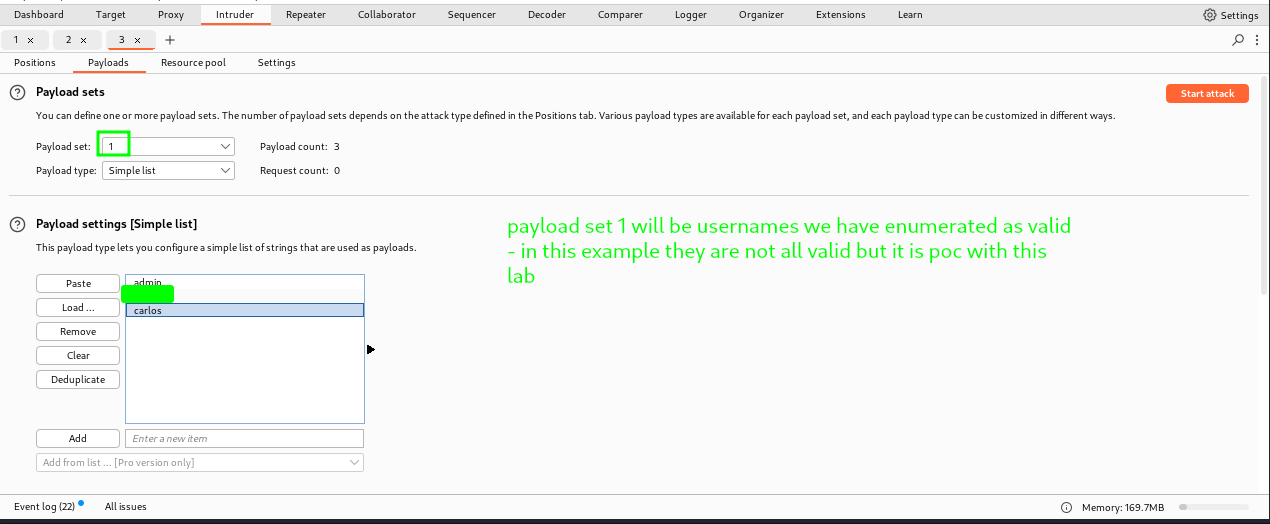 Dashboard Target Proxy Intruder Repeater Collaborator Sequencer Decoder Comparer Logger Organizer Extensions Learn Settings
1 × 2 × 3 × +
Positions Payloads Resource pool Settings
? Payload sets Start attack
You can define one or more payload sets. The number of payload sets depends on the attack type defined in the Positions tab. Various payload types are available for each payload set, and each payload type can be customized in different ways.
Payload set: 1 Payload count: 3
Payload type: Simple list Request count: 0
? Payload settings [Simple list]
This payload type lets you configure a simple list of strings that are used as payloads.
payload set 1 will be usernames we have enumerated as valid
- in this example they are not all valid but it is poc with this
lab
Paste admin
Load ... carlos
Remove
Clear
Deduplicate
Add Enter a new item
Add from list ... [Pro version only]
Event log (22) All issues Memory: 169.7MB